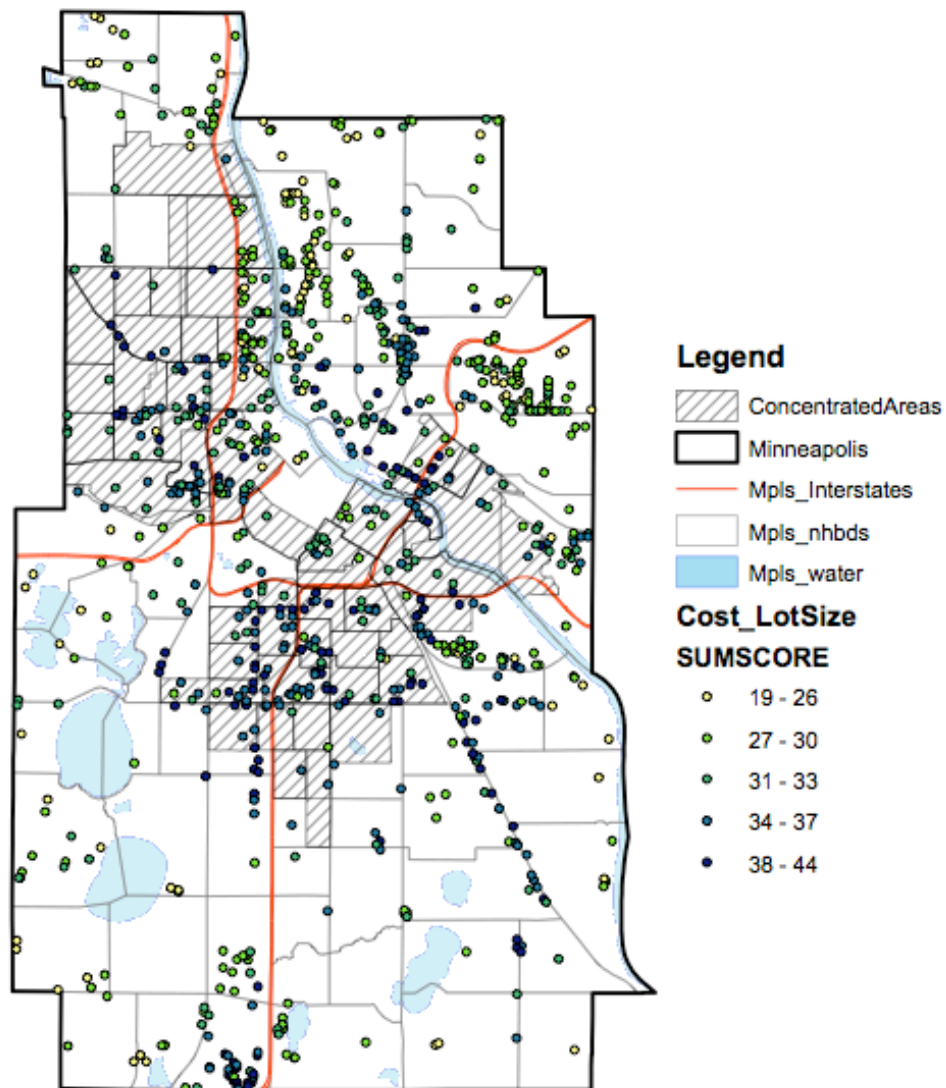 Legend
ConcentratedAreas
Minneapolis
Mpls_Interstates
Mpls_nhbds
Mpls_water
Cost_LotSize
SUMSCORE
19 - 26
27 - 30
31 - 33
34 - 37
38 - 44